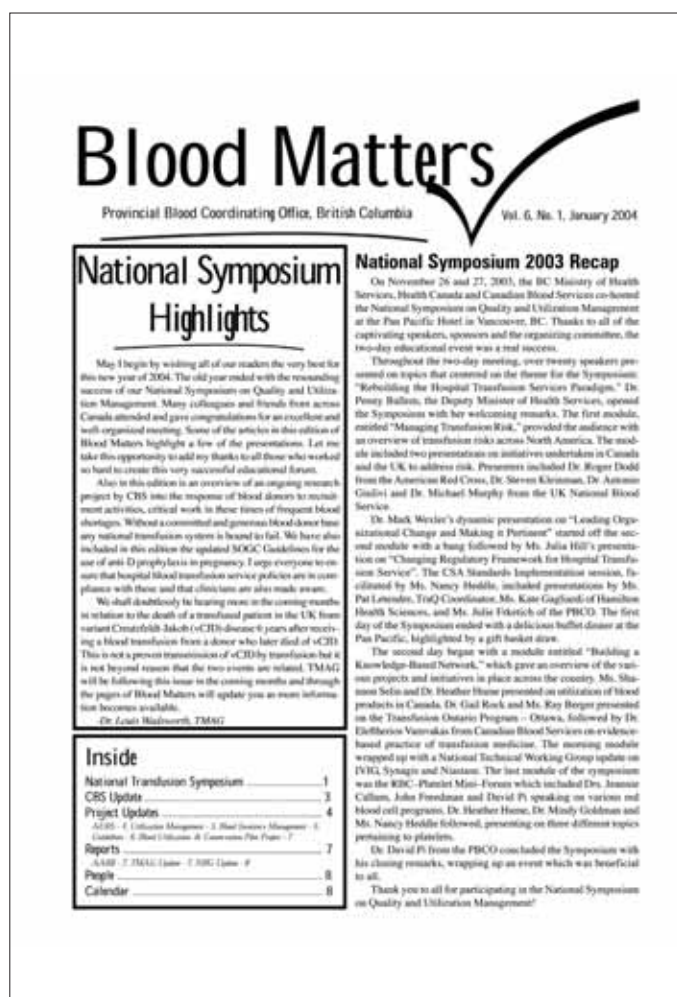 Blood Matters
Provincial Blood Coordinating Office, British Columbia
Vol. 6, No. 1, January 2004
National Symposium
Highlights
May I begin by wishing all of our readers the very best for
this new year of 2004. The old year ended with the resounding
success of our National Symposium on Quality and Utiliza-
tion Management. Many colleagues and friends from across
Canada attended and gave congratulations for an excellent and
well-organized meeting. Some of the articles in this edition of
Blood Matters highlight a few of the presentations. Let me
take this opportunity to add my thanks to all those who worked
so hard to create this very successful educational forum.
Also in this edition is an overview of an ongoing research
project by CBS into the response of blood donors to recruit-
ment activities, critical work in these times of frequent blood
shortages. Without a committed and generous blood donor base
any national transfusion system is bound to fail. We have also
included in this edition the updated SOGC Guidelines for the
use of anti-D prophylaxis in pregnancy. I urge everyone to en-
sure that hospital blood transfusion service policies are in com-
pliance with these and that clinicians are also made aware.
We shall doubtlessly be hearing more in the coming months
in relation to the death of a transfused patient in the UK from
variant Creutzfeldt-Jakob (vCJD) disease 6 years after receiv-
ing a blood transfusion from a donor who later died of vCJD.
This is not a proven transmission of vCJD by transfusion but it
is not beyond reason that the two events are related. TMAG
will be following this issue in the coming months and through
the pages of Blood Matters will update you as more informa-
tion becomes available.
-Dr. Louis Wadsworth, TMAG
Inside
National Transfusion Symposium 1
CBS Update 3
Project Updates 4
Utilization Management - 5, Blood Inventory Management - 5,
Guidelines - 6, Blood Utilization & Conservation Project - 7
Reports 7
AABB - 7, TMAG Update - 7, Update - 8
People 8
Calendar 8
National Symposium 2003 Recap
On November 26 and 27, 2003, the BC Ministry of Health
Services, Health Canada and Canadian Blood Services co-hosted
the National Symposium on Quality and Utilization Management
at the Pan Pacific Hotel in Vancouver, BC. Thanks to all of the
captivating speakers, sponsors and the organizing committee, the
two-day educational event was a real success.
Throughout the two-day meeting, over twenty speakers pre-
sented on topics that centered on the theme for the Symposium:
"Rebuilding the Hospital Transfusion Services Paradigm." Dr.
Penny Ballem, the Deputy Minister of Health Services, opened
the Symposium with her welcoming remarks. The first module,
entitled "Managing Transfusion Risk," provided the audience with
an overview of transfusion risks across North America. The mod-
ule included two presentations on initiatives undertaken in Canada
and the UK to address risk. Presenters included Dr. Roger Dodd
from the American Red Cross, Dr. Steven Kleinman, Dr. Antonio
Giulivi and Dr. Michael Murphy from the UK National Blood
Service.
Dr. Mark Wexler's dynamic presentation on "Leading Orga-
nizational Change and Making it Pertinent" started off the sec-
ond module with a bang followed by Ms. Julia Hill's presenta-
tion on "Changing Regulatory Framework for Hospital Transfu-
sion Service". The CSA Standards Implementation session, fa-
cilitated by Ms. Nancy Heddle, included presentations by Ms.
Pat Letendre, TraQ Coordinator, Ms. Kate Gagliardi of Hamilton
Health Sciences, and Ms. Julie Frketich of the PBCO. The first
day of the Symposium ended with a delicious buffet dinner at the
Pan Pacific, highlighted by a gift basket draw.
The second day began with a module entitled "Building a
Knowledge-Based Network," which gave an overview of the vari-
ous projects and initiatives in place across the country. Ms. Sha-
nnon Selin and Dr. Heather Hume presented on utilization of blood
products in Canada. Dr. Gail Rock and Ms. Ray Berger presented
on the Transfusion Ontario Program – Ottawa, followed by Dr.
Eleftherios Vamvakas from Canadian Blood Services on evidence-
based practice of transfusion medicine. The morning module
wrapped up with a National Technical Working Group update on
IVIG, Synagis and Niastase. The last module of the symposium
was the RBC–Platelet Mini–Forum which included Drs. Jeannie
Callum, John Freedman and David Pi speaking on various red
blood cell programs. Dr. Heather Hume, Dr. Mindy Goldman and
Ms. Nancy Heddle followed, presenting on three different topics
pertaining to platelets.
Dr. David Pi from the PBCO concluded the Symposium with
his closing remarks, wrapping up an event which was beneficial
to all.
Thank you to all for participating in the National Symposium
on Quality and Utilization Management!